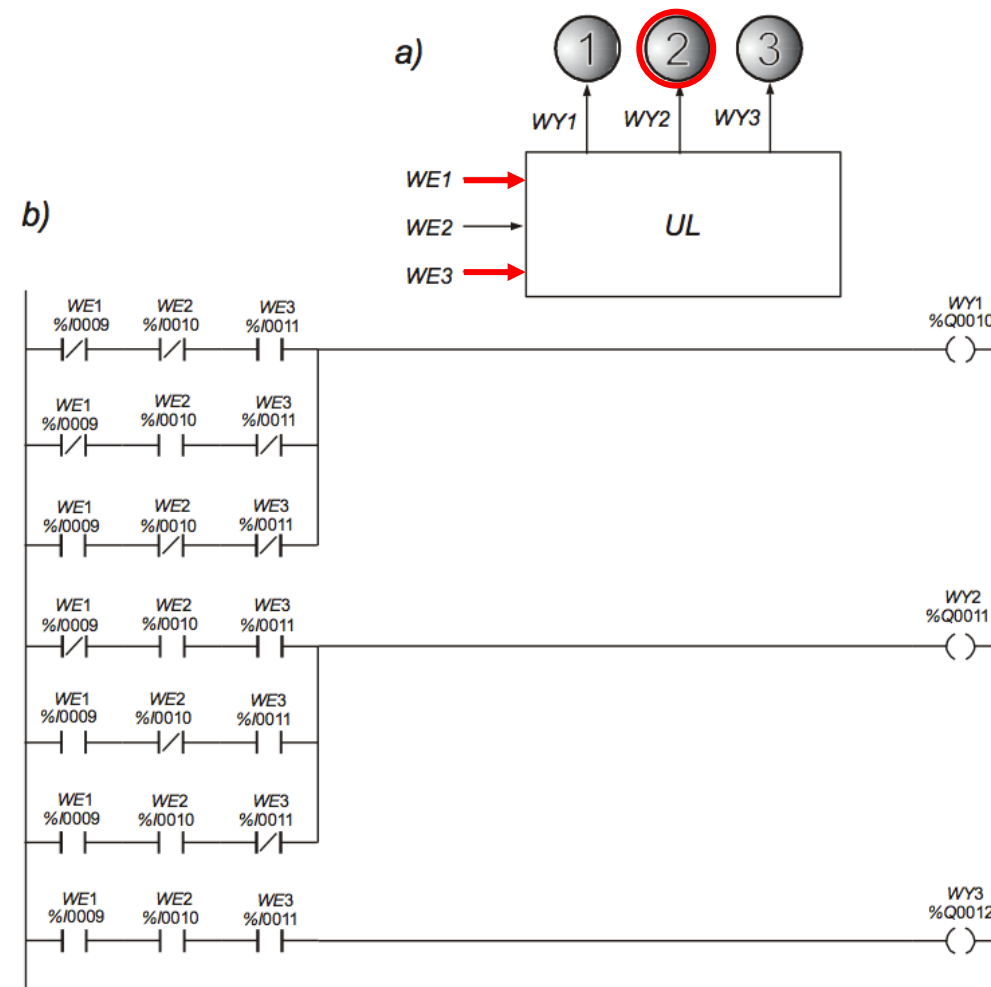 a)
1 2 3
WY1 WY2 WY3
WE1
WE2
WE3
UL
b)
WE1 WE2 WE3
%I0009 %I0010 %I0011
WY1
%Q0010
WE1 WE2 WE3
%I0009 %I0010 %I0011
WE1 WE2 WE3
%I0009 %I0010 %I0011
WE1 WE2 WE3
%I0009 %I0010 %I0011
WY2
%Q0011
WE1 WE2 WE3
%I0009 %I0010 %I0011
WE1 WE2 WE3
%I0009 %I0010 %I0011
WE1 WE2 WE3
%I0009 %I0010 %I0011
WY3
%Q0012